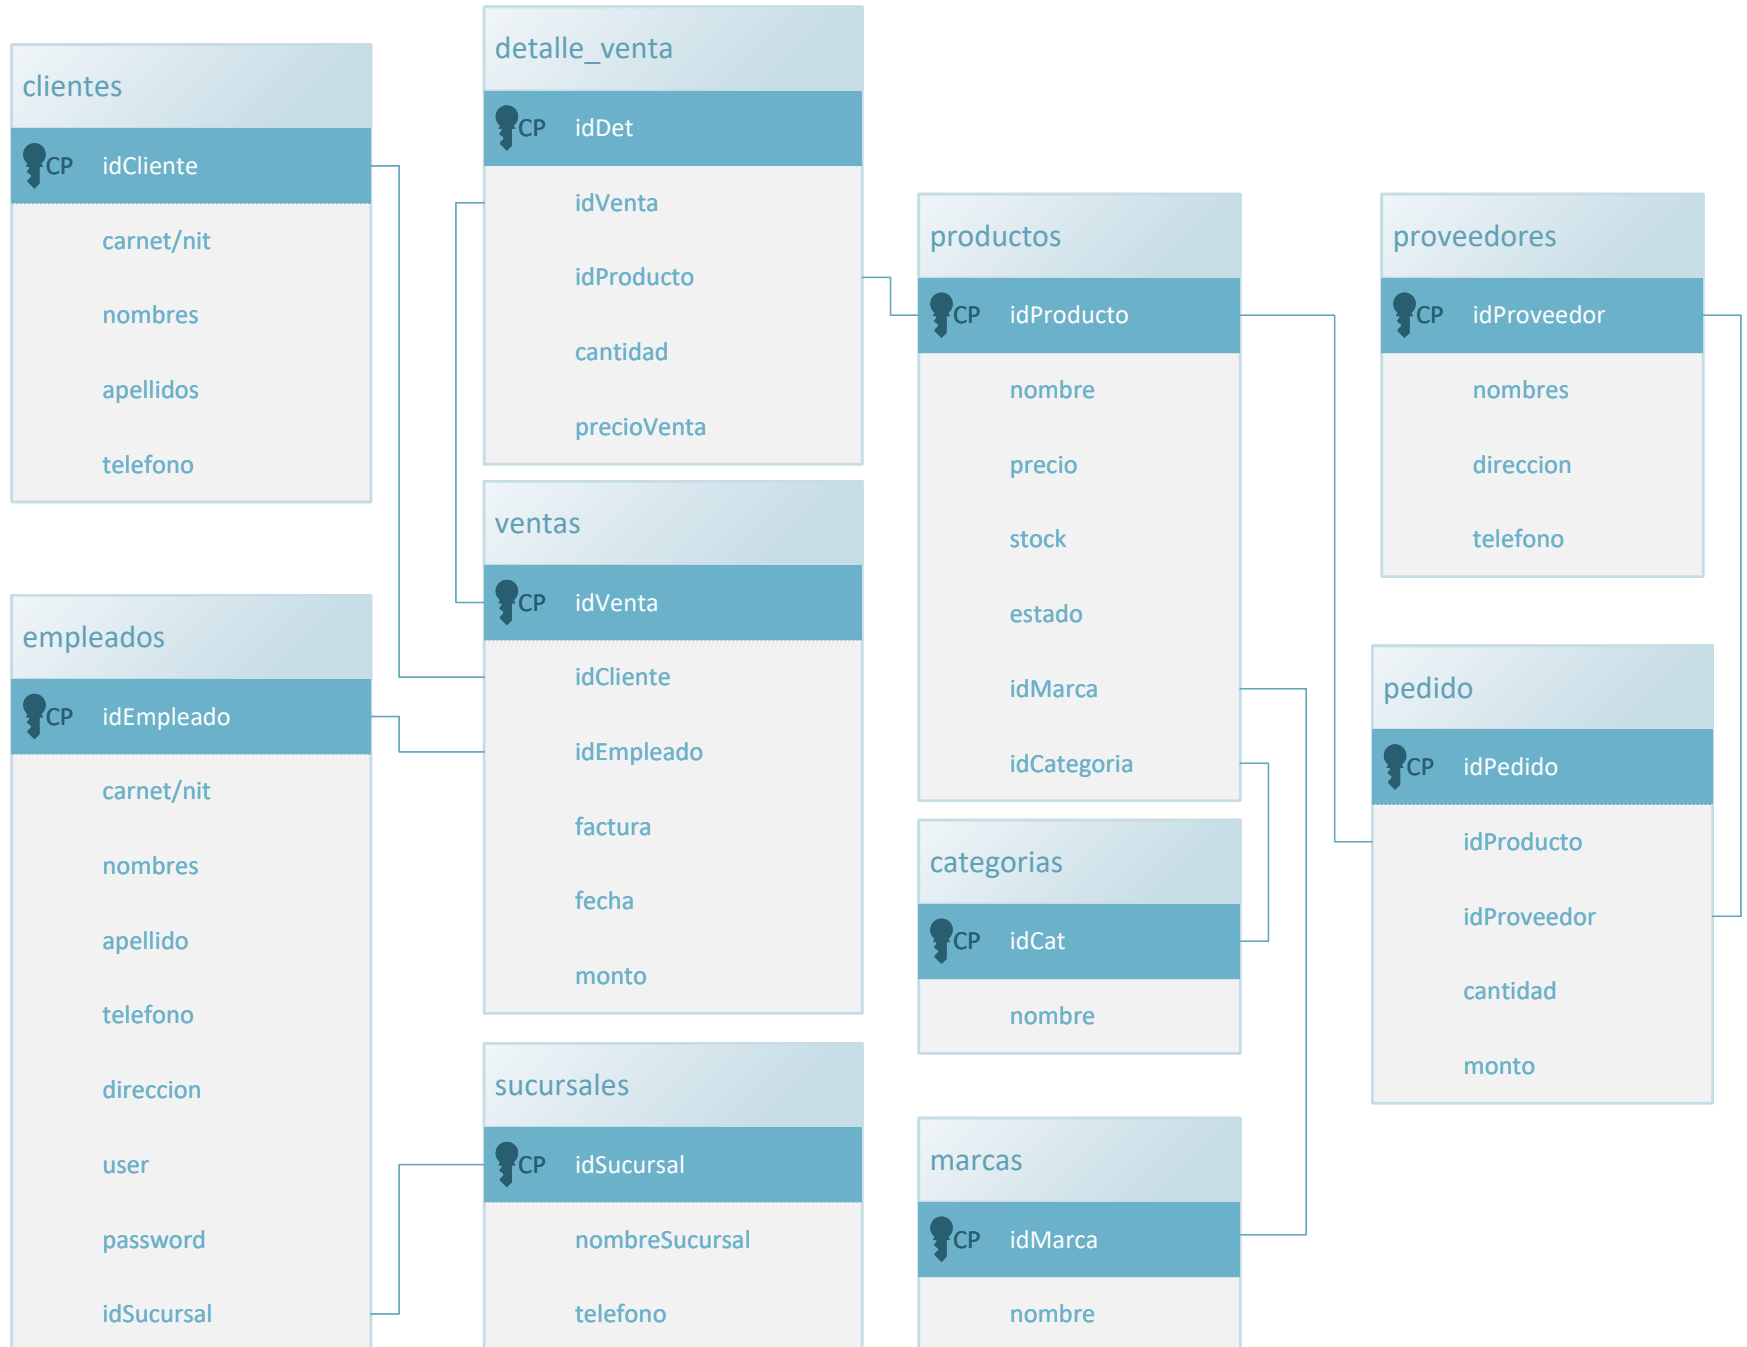 clientes
CP idCliente
carnet/nit
nombres
apellidos
telefono
empleados
CP idEmpleado
carnet/nit
nombres
apellido
telefono
direccion
user
password
idSucursal
detalle_venta
CP idDet
idVenta
idProducto
cantidad
precioVenta
ventas
CP idVenta
idCliente
idEmpleado
factura
fecha
monto
sucursales
CP idSucursal
nombreSucursal
telefono
productos
CP idProducto
nombre
precio
stock
estado
idMarca
idCategoria
categorias
CP idCat
nombre
marcas
CP idMarca
nombre
proveedores
CP idProveedor
nombres
direccion
telefono
pedido
CP idPedido
idProducto
idProveedor
cantidad
monto